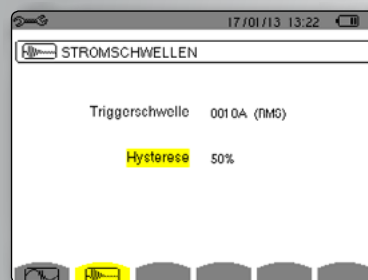 17/01/13 13:22
STROMSCHWELLEN
Triggerschwelle 0010A (RMS)
Hysterese 50%